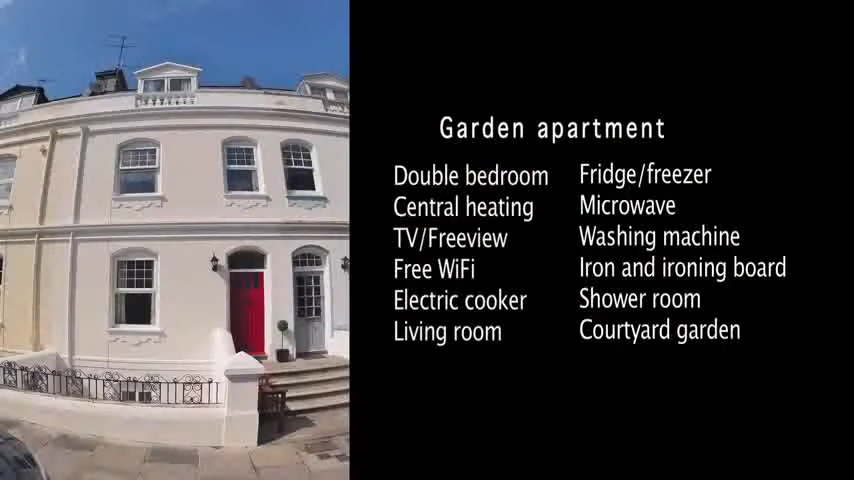 Garden apartment
Double bedroom
Central heating
TV/Freeview
Free WiFi
Electric cooker
Living room
Fridge/freezer
Microwave
Washing machine
Iron and ironing board
Shower room
Courtyard garden